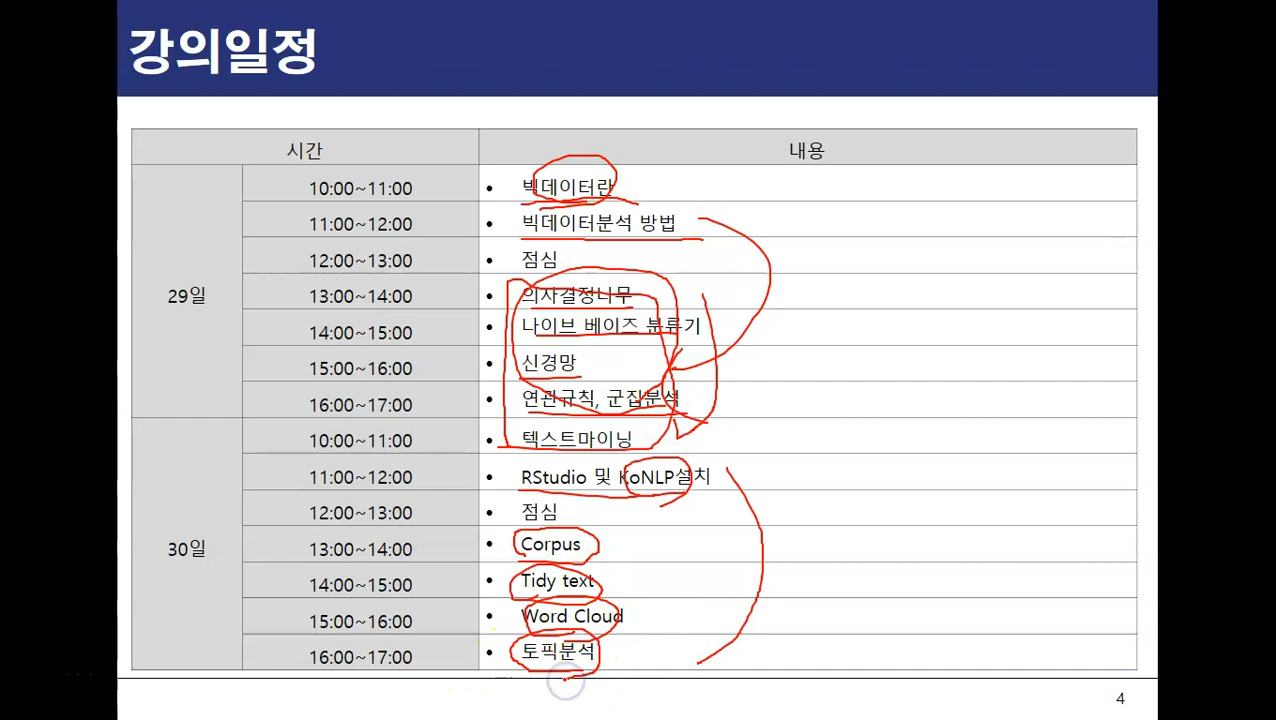 강의일정
시간 내용
29일
10:00~11:00 • 빅데이터란
11:00~12:00 • 빅데이터분석 방법
12:00~13:00 • 점심
13:00~14:00 • 의사결정나무
14:00~15:00 • 나이브 베이즈 분류기
15:00~16:00 • 신경망
16:00~17:00 • 연관규칙, 군집분석
30일
10:00~11:00 • 텍스트마이닝
11:00~12:00 • RStudio 및 KoNLP설치
12:00~13:00 • 점심
13:00~14:00 • Corpus
14:00~15:00 • Tidy text
15:00~16:00 • Word Cloud
16:00~17:00 • 토픽분석
4